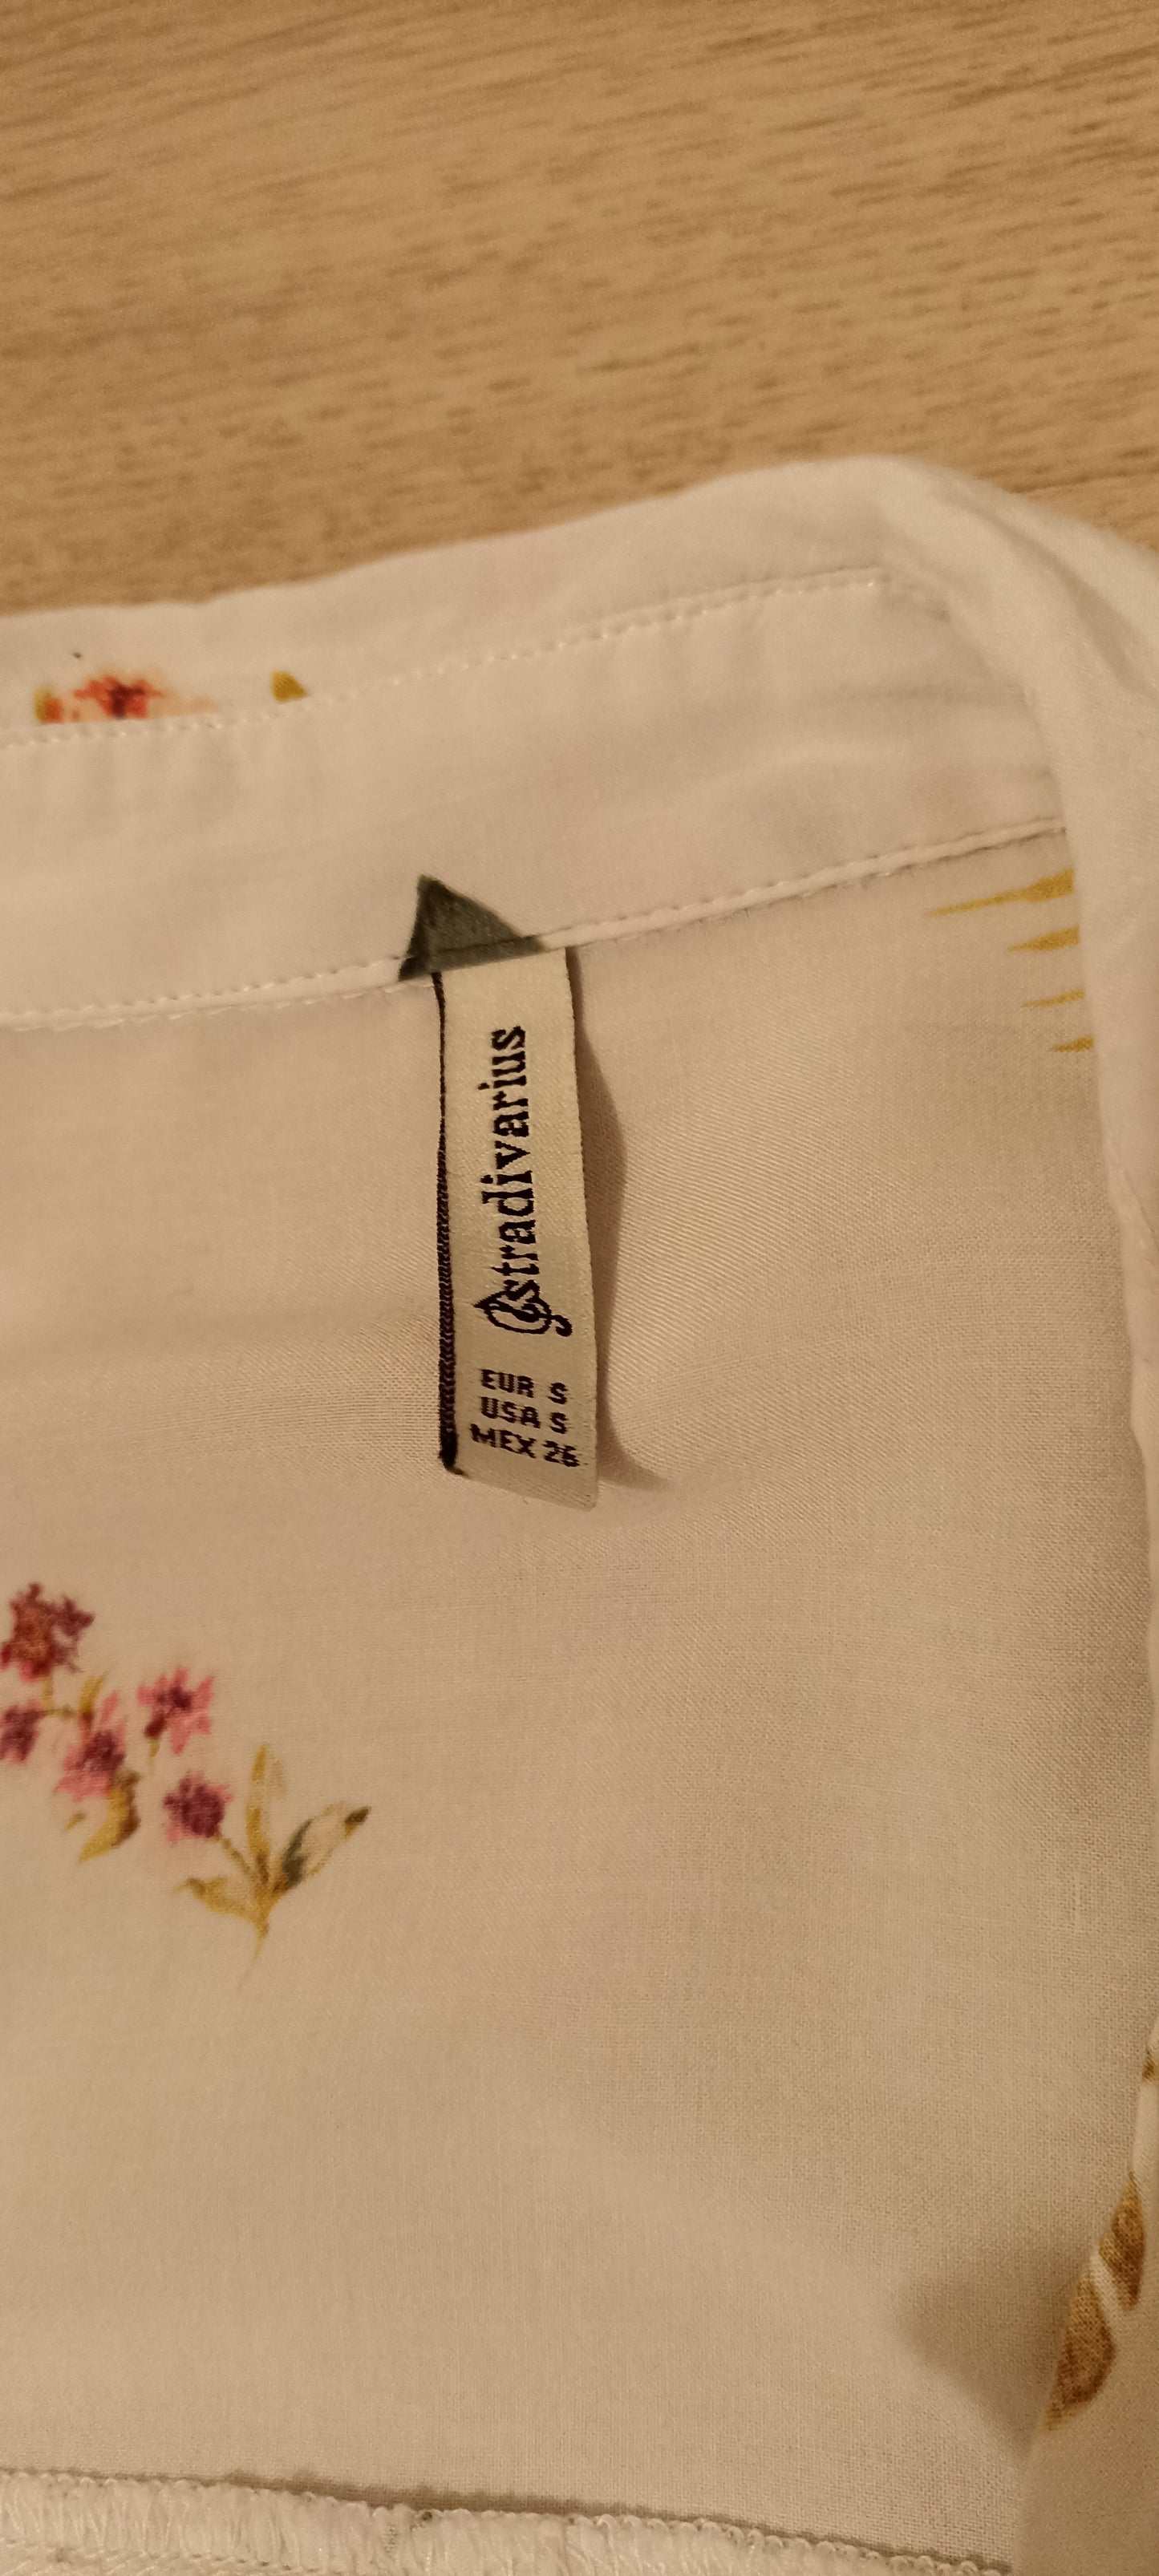 stradivarius
EUR S
USA S
MEX 26